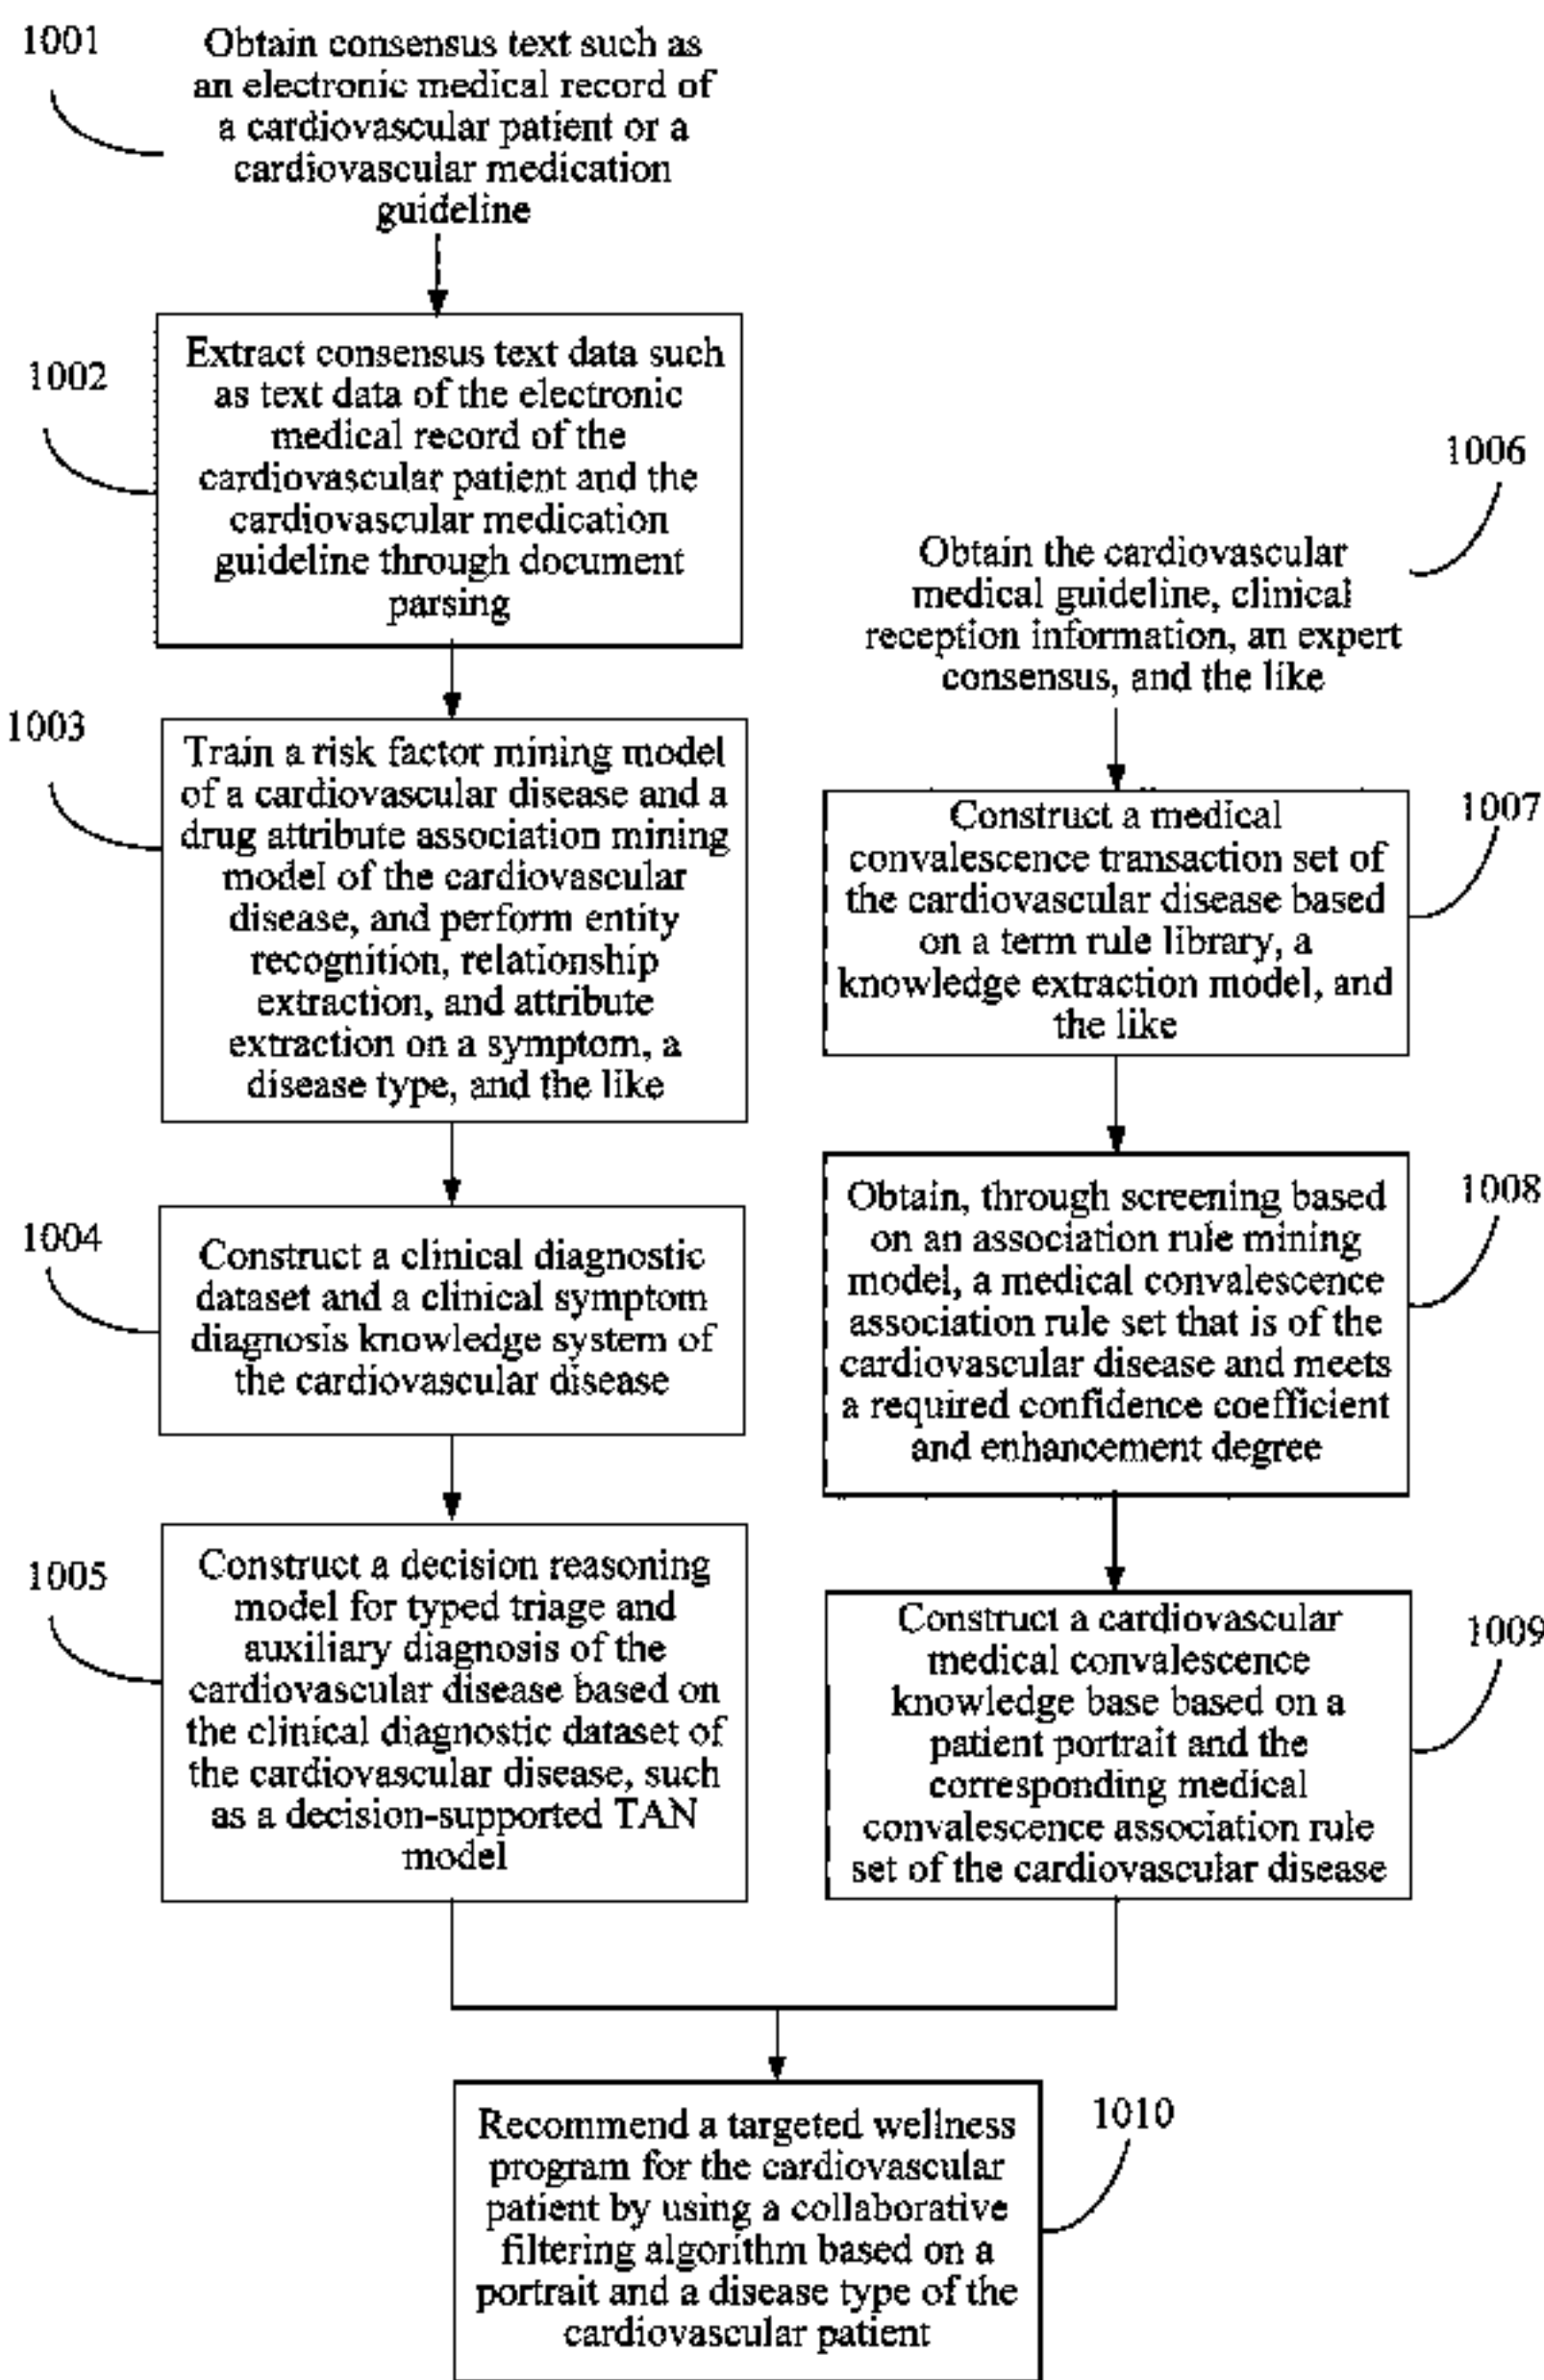 1001
Obtain consensus text such as
an electronic medical record of
a cardiovascular patient or a
cardiovascular medication
guideline
1002
Extract consensus text data such
as text data of the electronic
medical record of the
cardiovascular patient and the
cardiovascular medication
guideline through document
parsing
1003
Train a risk factor mining model
of a cardiovascular disease and a
drug attribute association mining
model of the cardiovascular
disease, and perform entity
recognition, relationship
extraction, and attribute
extraction on a symptom, a
disease type, and the like
1004
Construct a clinical diagnostic
dataset and a clinical symptom
diagnosis knowledge system of
the cardiovascular disease
1005
Construct a decision reasoning
model for typed triage and
auxiliary diagnosis of the
cardiovascular disease based on
the clinical diagnostic dataset of
the cardiovascular disease, such
as a decision-supported TAN
model
1006
Obtain the cardiovascular
medical guideline, clinical
reception information, an expert
consensus, and the like
1007
Construct a medical
convalescence transaction set of
the cardiovascular disease based
on a term rule library, a
knowledge extraction model, and
the like
1008
Obtain, through screening based
on an association rule mining
model, a medical convalescence
association rule set that is of the
cardiovascular disease and meets
a required confidence coefficient
and enhancement degree
1009
Construct a cardiovascular
medical convalescence
knowledge base based on a
patient portrait and the
corresponding medical
convalescence association rule
set of the cardiovascular disease
1010
Recommend a targeted wellness
program for the cardiovascular
patient by using a collaborative
filtering algorithm based on a
portrait and a disease type of the
cardiovascular patient